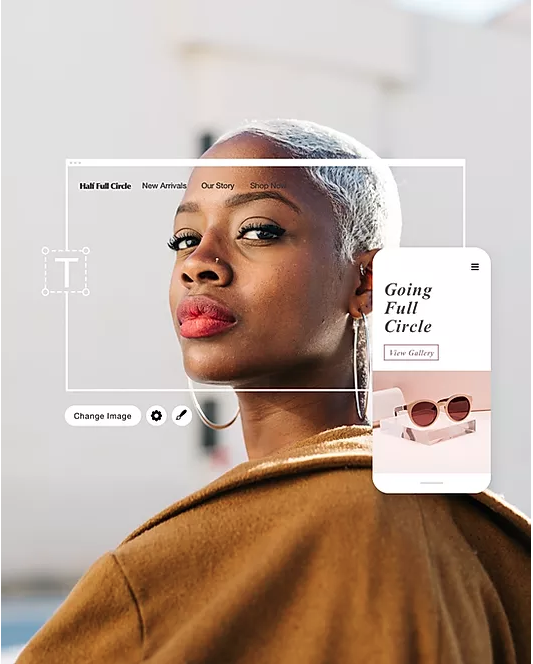 Half Full Circle New Arrivals Our Story Shop Now
T
Going
Full
Circle
View Gallery
Change Image